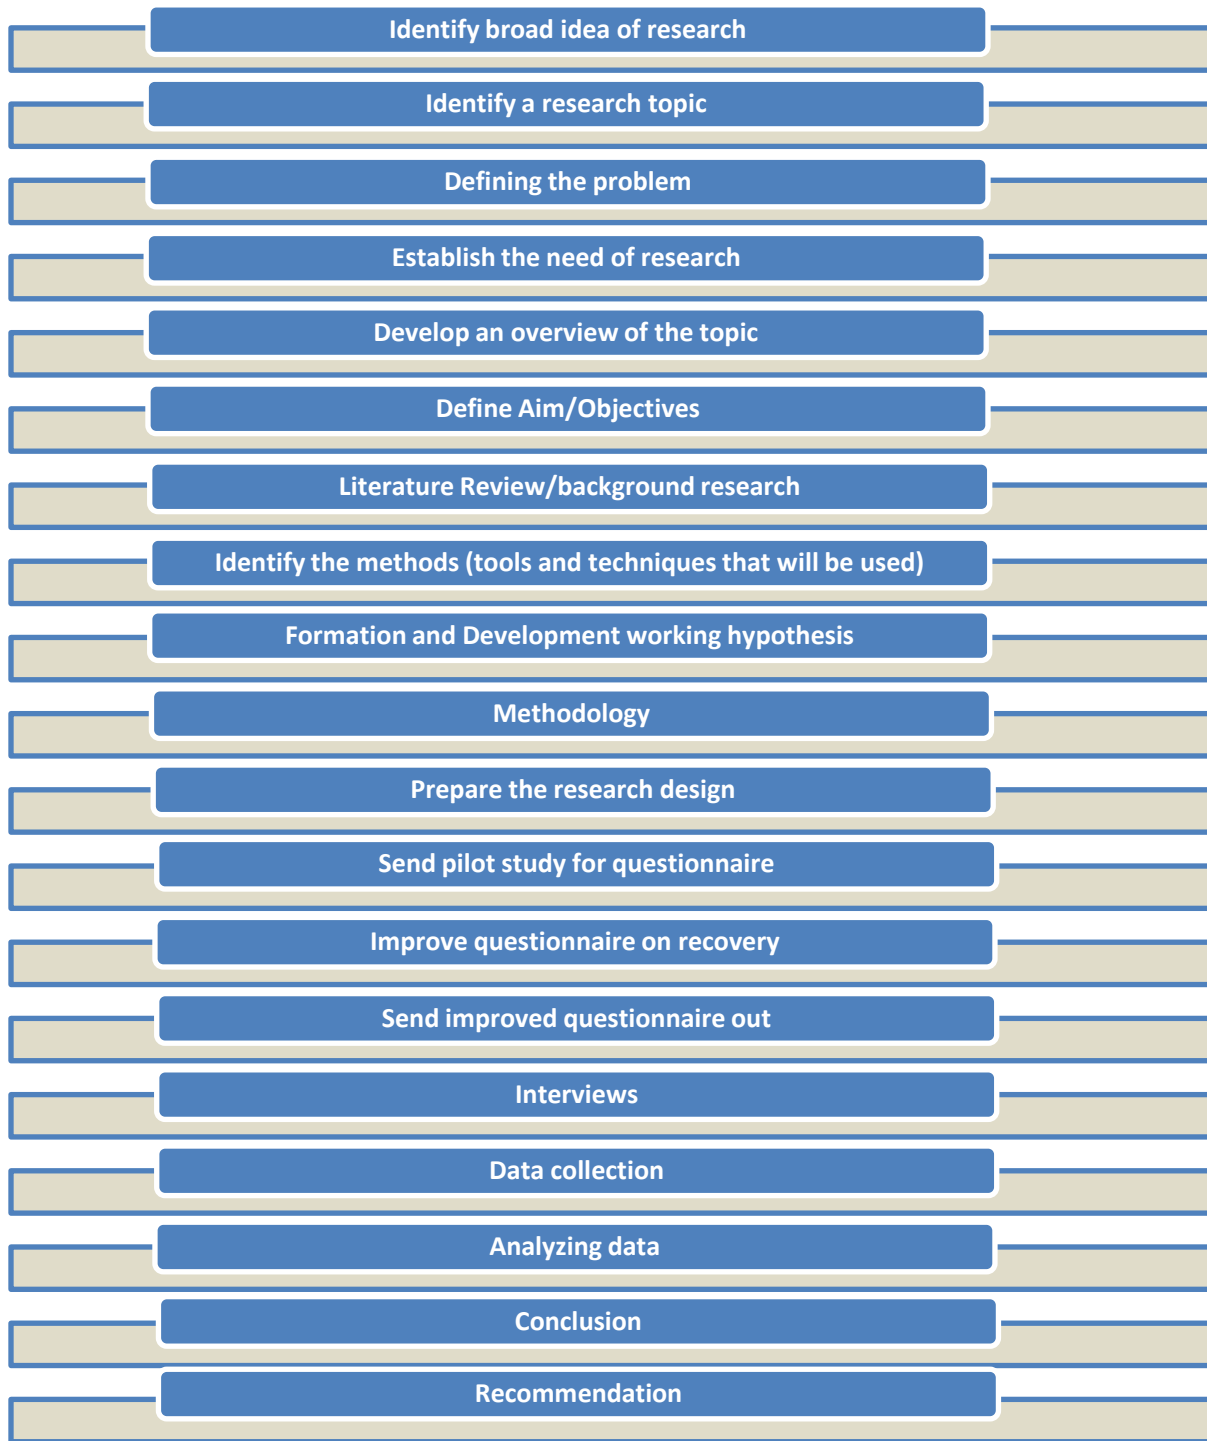 Identify broad idea of research
Identify a research topic
Defining the problem
Establish the need of research
Develop an overview of the topic
Define Aim/Objectives
Literature Review/background research
Identify the methods (tools and techniques that will be used)
Formation and Development working hypothesis
Methodology
Prepare the research design
Send pilot study for questionnaire
Improve questionnaire on recovery
Send improved questionnaire out
Interviews
Data collection
Analyzing data
Conclusion
Recommendation